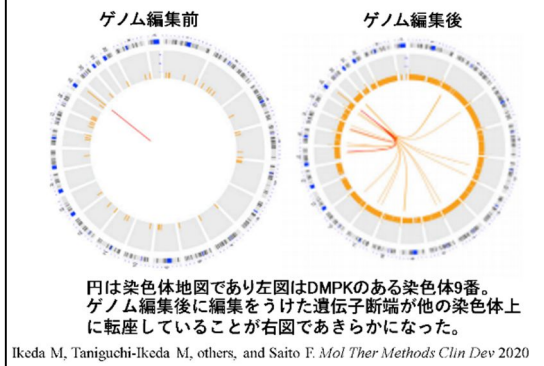 ゲノム編集前
ゲノム編集後
円は染色体地図であり左図はDMPKのある染色体9番。
ゲノム編集後に編集をうけた遺伝子断端が他の染色体上
に転座していることが右図であきらかになった。
Ikeda M, Taniguchi-Ikeda M, others, and Saito F. Mol Ther Methods Clin Dev 2020